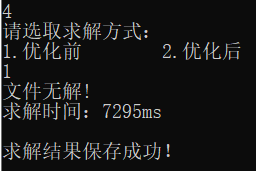 4
请选取求解方式：
1.优化前 2.优化后
1
文件无解！
求解时间：7295ms
求解结果保存成功！